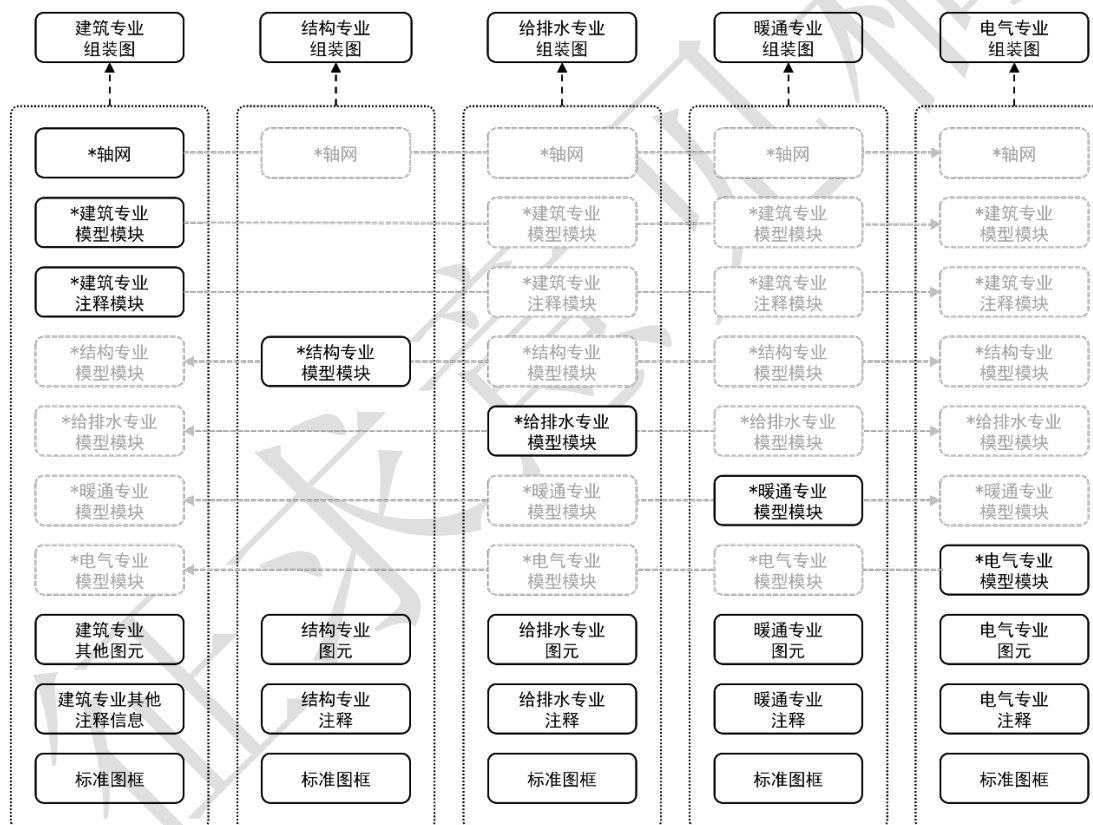 建筑专业
组装图
结构专业
组装图
给排水专业
组装图
暖通专业
组装图
电气专业
组装图
*轴网
*轴网
*轴网
*轴网
*轴网
*建筑专业
模型模块
*建筑专业
模型模块
*建筑专业
模型模块
*建筑专业
模型模块
*建筑专业
注释模块
*建筑专业
注释模块
*建筑专业
注释模块
*建筑专业
注释模块
*结构专业
模型模块
*结构专业
模型模块
*结构专业
模型模块
*结构专业
模型模块
*结构专业
模型模块
*给排水专业
模型模块
*给排水专业
模型模块
*给排水专业
模型模块
*给排水专业
模型模块
*暖通专业
模型模块
*暖通专业
模型模块
*暖通专业
模型模块
*暖通专业
模型模块
*电气专业
模型模块
*电气专业
模型模块
*电气专业
模型模块
*电气专业
模型模块
建筑专业
其他图元
结构专业
图元
给排水专业
图元
暖通专业
图元
电气专业
图元
建筑专业其他
注释信息
结构专业
注释
给排水专业
注释
暖通专业
注释
电气专业
注释
标准图框
标准图框
标准图框
标准图框
标准图框
征求意见稿